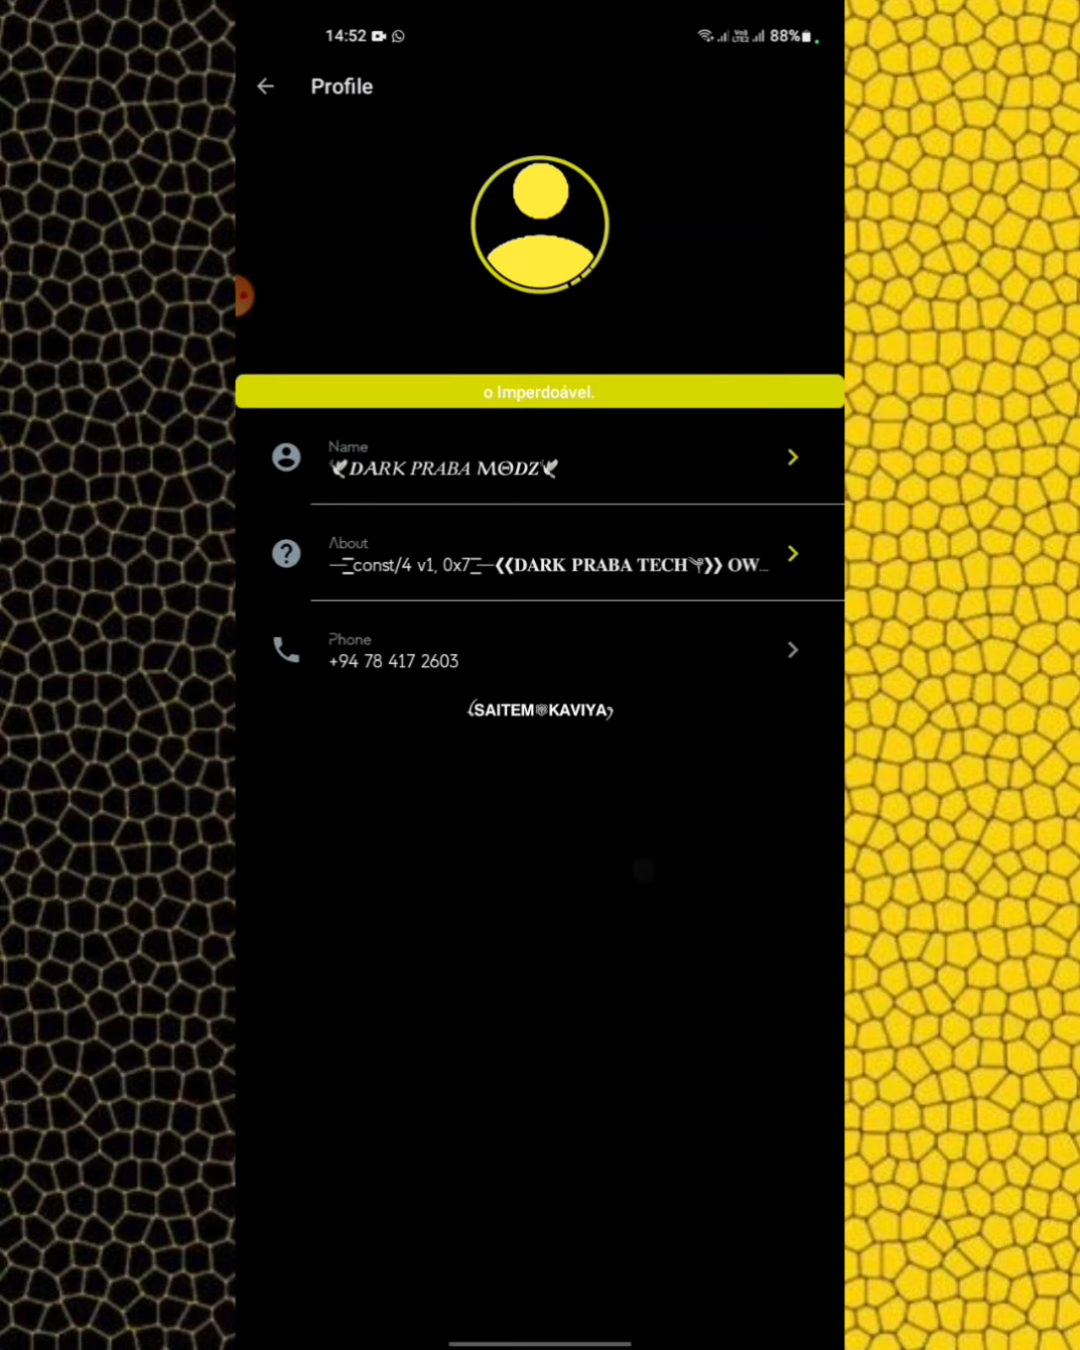 14:52 88%
Profile
o Imperdoável.
Name
🕊𝑫𝑨RK PRABA MΘDZ🕊
About
—͟͞const/4 v1, 0x7͟͞—❮❮DARK PRABA TECH༆❯❯ OW...
Phone
+94 78 417 2603
SAITEM☬KAVIYA